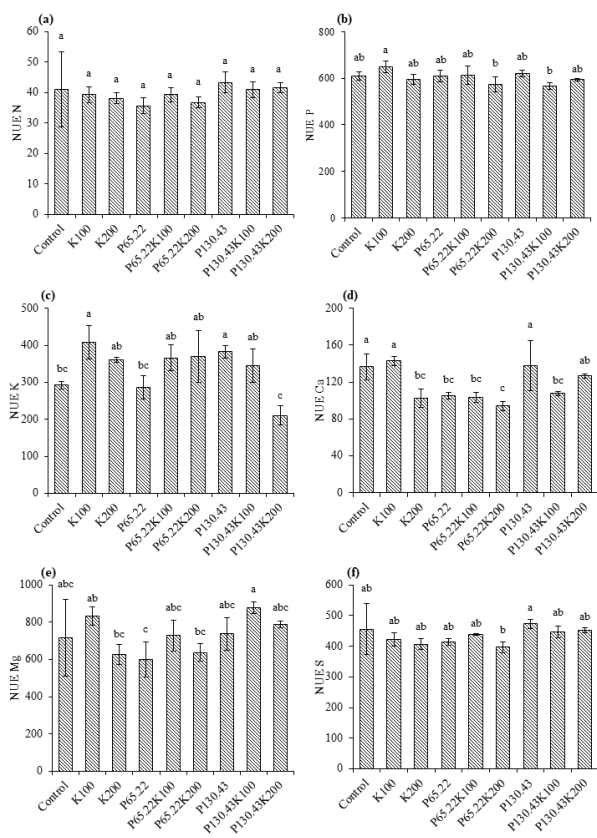 (a)
NUE N
60
50
40
30
20
10
0
a a a a a a a a a
Control K100 K200 P65.22 P65.22K100 P65.22K200 P130.43 P130.43K100 P130.43K200
(b)
NUE P
800
600
400
200
0
ab a ab ab ab b ab b ab
Control K100 K200 P65.22 P65.22K100 P65.22K200 P130.43 P130.43K100 P130.43K200
(c)
NUE K
500
400
300
200
100
0
bc a ab bc ab ab a ab c
Control K100 K200 P65.22 P65.22K100 P65.22K200 P130.43 P130.43K100 P130.43K200
(d)
NUE Ca
200
160
120
80
40
0
a a bc bc bc c a bc ab
Control K100 K200 P65.22 P65.22K100 P65.22K200 P130.43 P130.43K100 P130.43K200
(e)
NUE Mg
1000
800
600
400
200
0
abc ab bc c abc bc abc a abc
Control K100 K200 P65.22 P65.22K100 P65.22K200 P130.43 P130.43K100 P130.43K200
(f)
NUE S
600
500
400
300
200
100
0
ab ab ab ab ab b a ab ab
Control K100 K200 P65.22 P65.22K100 P65.22K200 P130.43 P130.43K100 P130.43K200